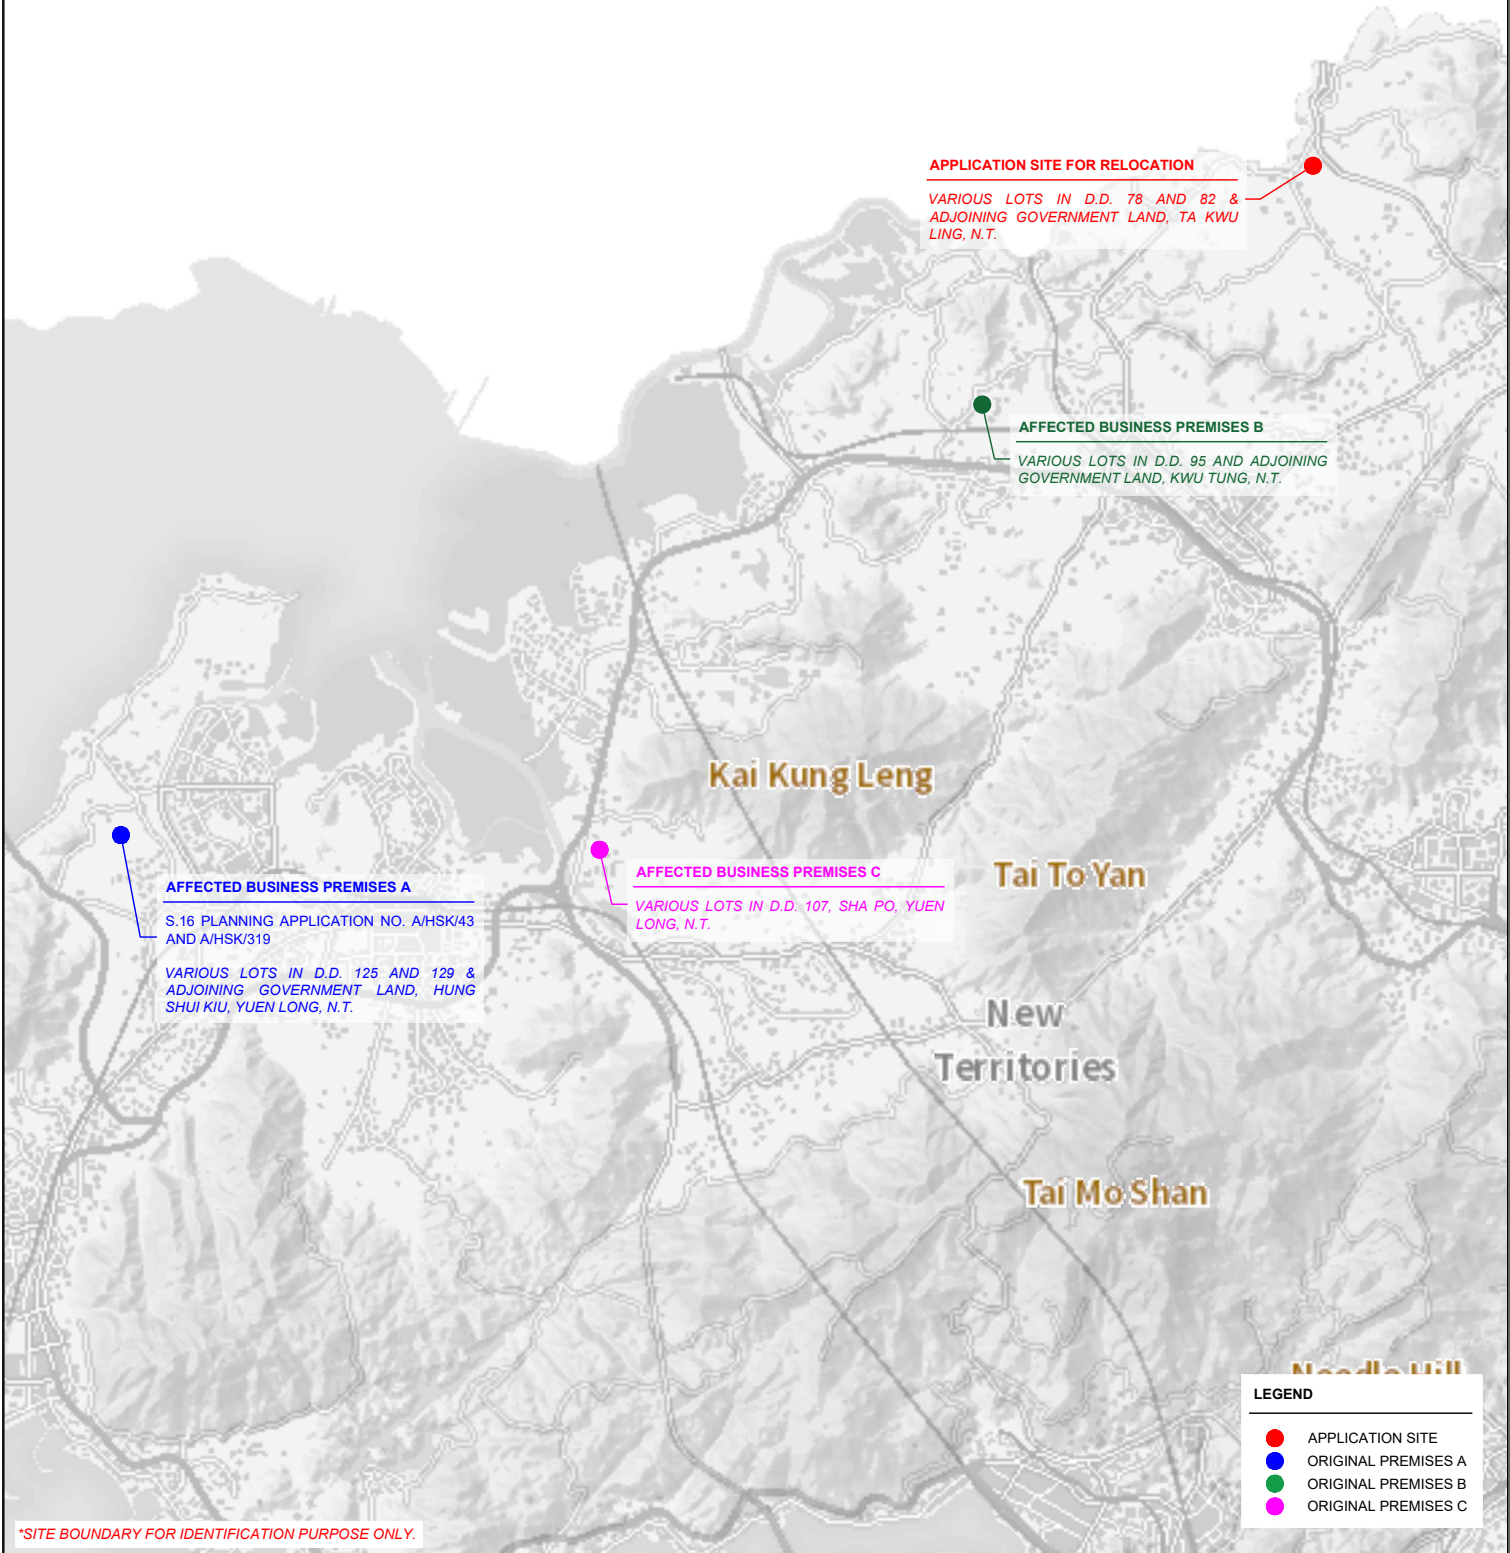 APPLICATION SITE FOR RELOCATION
VARIOUS LOTS IN D.D. 78 AND 82 &
ADJOINING GOVERNMENT LAND, TA KWU
LING, N.T.
AFFECTED BUSINESS PREMISES B
VARIOUS LOTS IN D.D. 95 AND ADJOINING
GOVERNMENT LAND, KWU TUNG, N.T.
Kai Kung Leng
AFFECTED BUSINESS PREMISES C
VARIOUS LOTS IN D.D. 107, SHA PO, YUEN
LONG, N.T.
Tai To Yan
AFFECTED BUSINESS PREMISES A
S.16 PLANNING APPLICATION NO. A/HSK/43
AND A/HSK/319
VARIOUS LOTS IN D.D. 125 AND 129 &
ADJOINING GOVERNMENT LAND, HUNG
SHUI KIU, YUEN LONG, N.T.
New
Territories
Tai Mo Shan
Needle Hill
LEGEND
APPLICATION SITE
ORIGINAL PREMISES A
ORIGINAL PREMISES B
ORIGINAL PREMISES C
*SITE BOUNDARY FOR IDENTIFICATION PURPOSE ONLY.